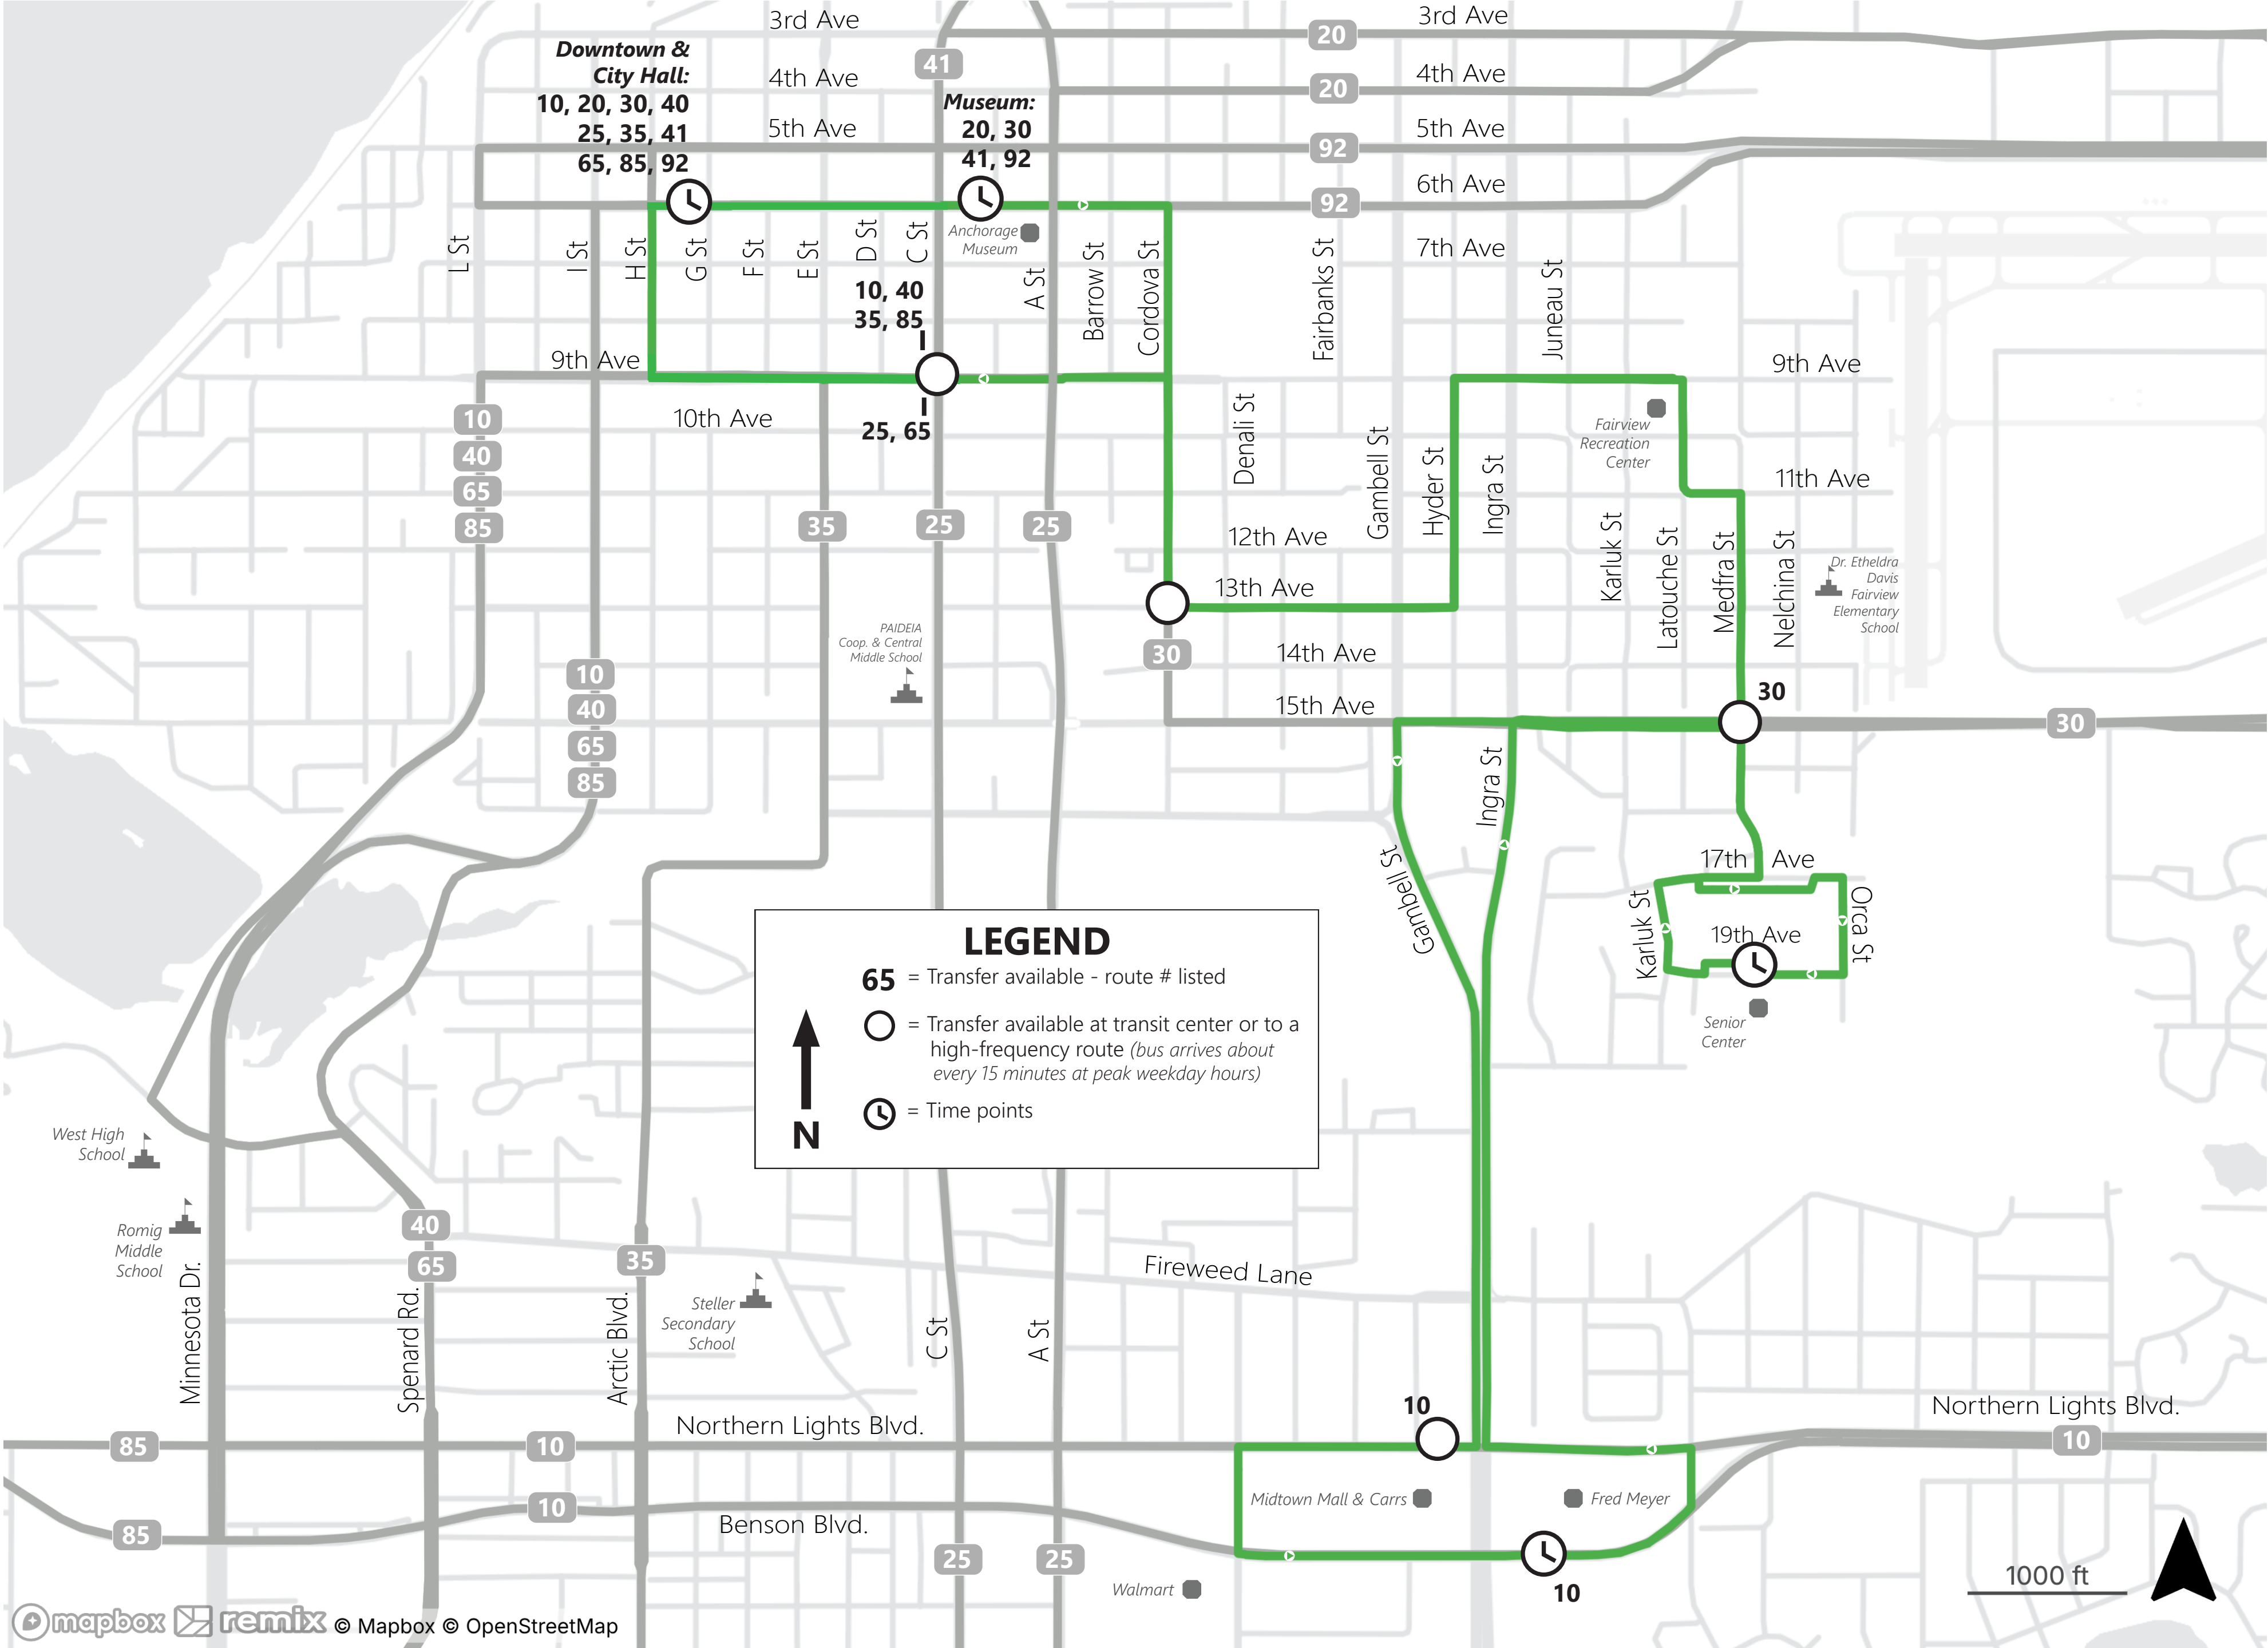 3rd Ave
3rd Ave
20
Downtown &
City Hall:
10, 20, 30, 40
25, 35, 41
65, 85, 92
41
4th Ave
4th Ave
20
Museum:
20, 30
41, 92
5th Ave
5th Ave
92
6th Ave
92
Anchorage
Museum
7th Ave
L St
I St
H St
G St
F St
E St
D St
C St
A St
Barrow St
Cordova St
Fairbanks St
Juneau St
10, 40
35, 85
25, 65
9th Ave
9th Ave
10th Ave
10
40
65
85
35
25
25
Denali St
Gambell St
Hyder St
Ingra St
Fairview
Recreation
Center
11th Ave
12th Ave
13th Ave
Karluk St
Latouche St
Medfra St
Nelchina St
Dr. Etheldra
Davis
Fairview
Elementary
School
PAIDEIA
Coop. & Central
Middle School
30
14th Ave
15th Ave
30
30
10
40
65
85
Ingra St
Gambell St
17th Ave
Karluk St
19th Ave
Orca St
Senior
Center
LEGEND
65 = Transfer available - route # listed
= Transfer available at transit center or to a
high-frequency route (bus arrives about
every 15 minutes at peak weekday hours)
= Time points
N
West High
School
Romig
Middle
School
Minnesota Dr.
40
65
Spenard Rd.
35
Arctic Blvd.
Steller
Secondary
School
C St
A St
Fireweed Lane
10
Northern Lights Blvd.
Northern Lights Blvd.
85
10
10
Midtown Mall & Carrs
Fred Meyer
85
10
Benson Blvd.
25
25
Walmart
10
1000 ft
mapbox remix © Mapbox © OpenStreetMap